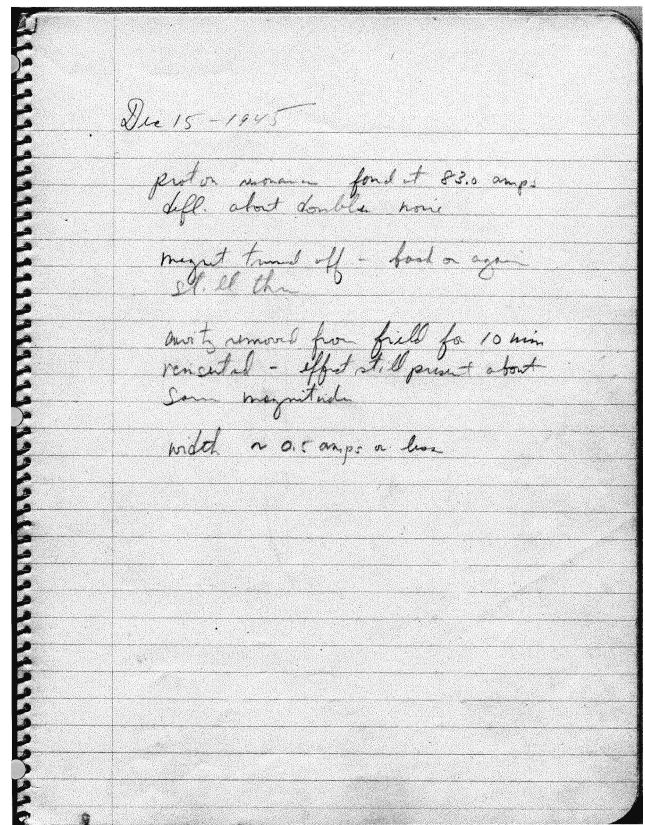 Dec 15 - 1945
proton resonance found at 83.0 amps
defl. about double noise
magnet turned off - back on again
still there
cavity removed from field for 10 min
reinserted - effect still present about
same magnitude
width ~ 0.5 amps or less